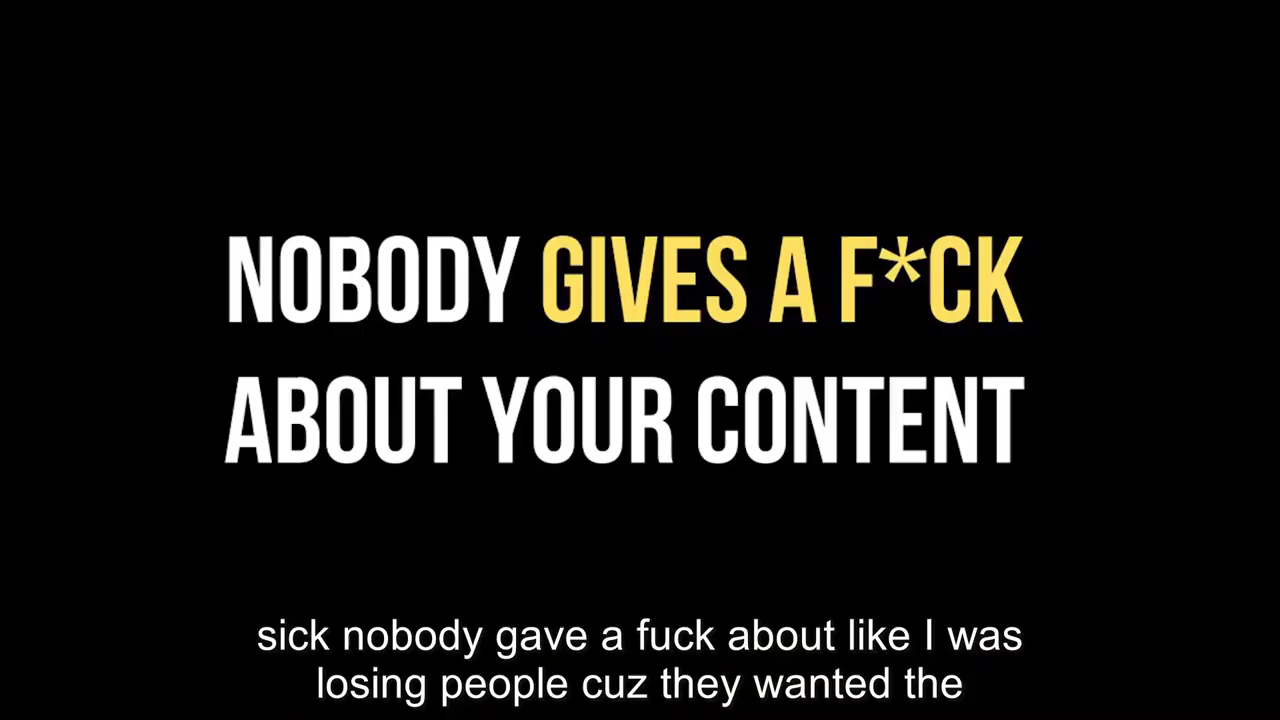 NOBODY GIVES A F*CK
ABOUT YOUR CONTENT
sick nobody gave a fuck about like I was
losing people cuz they wanted the